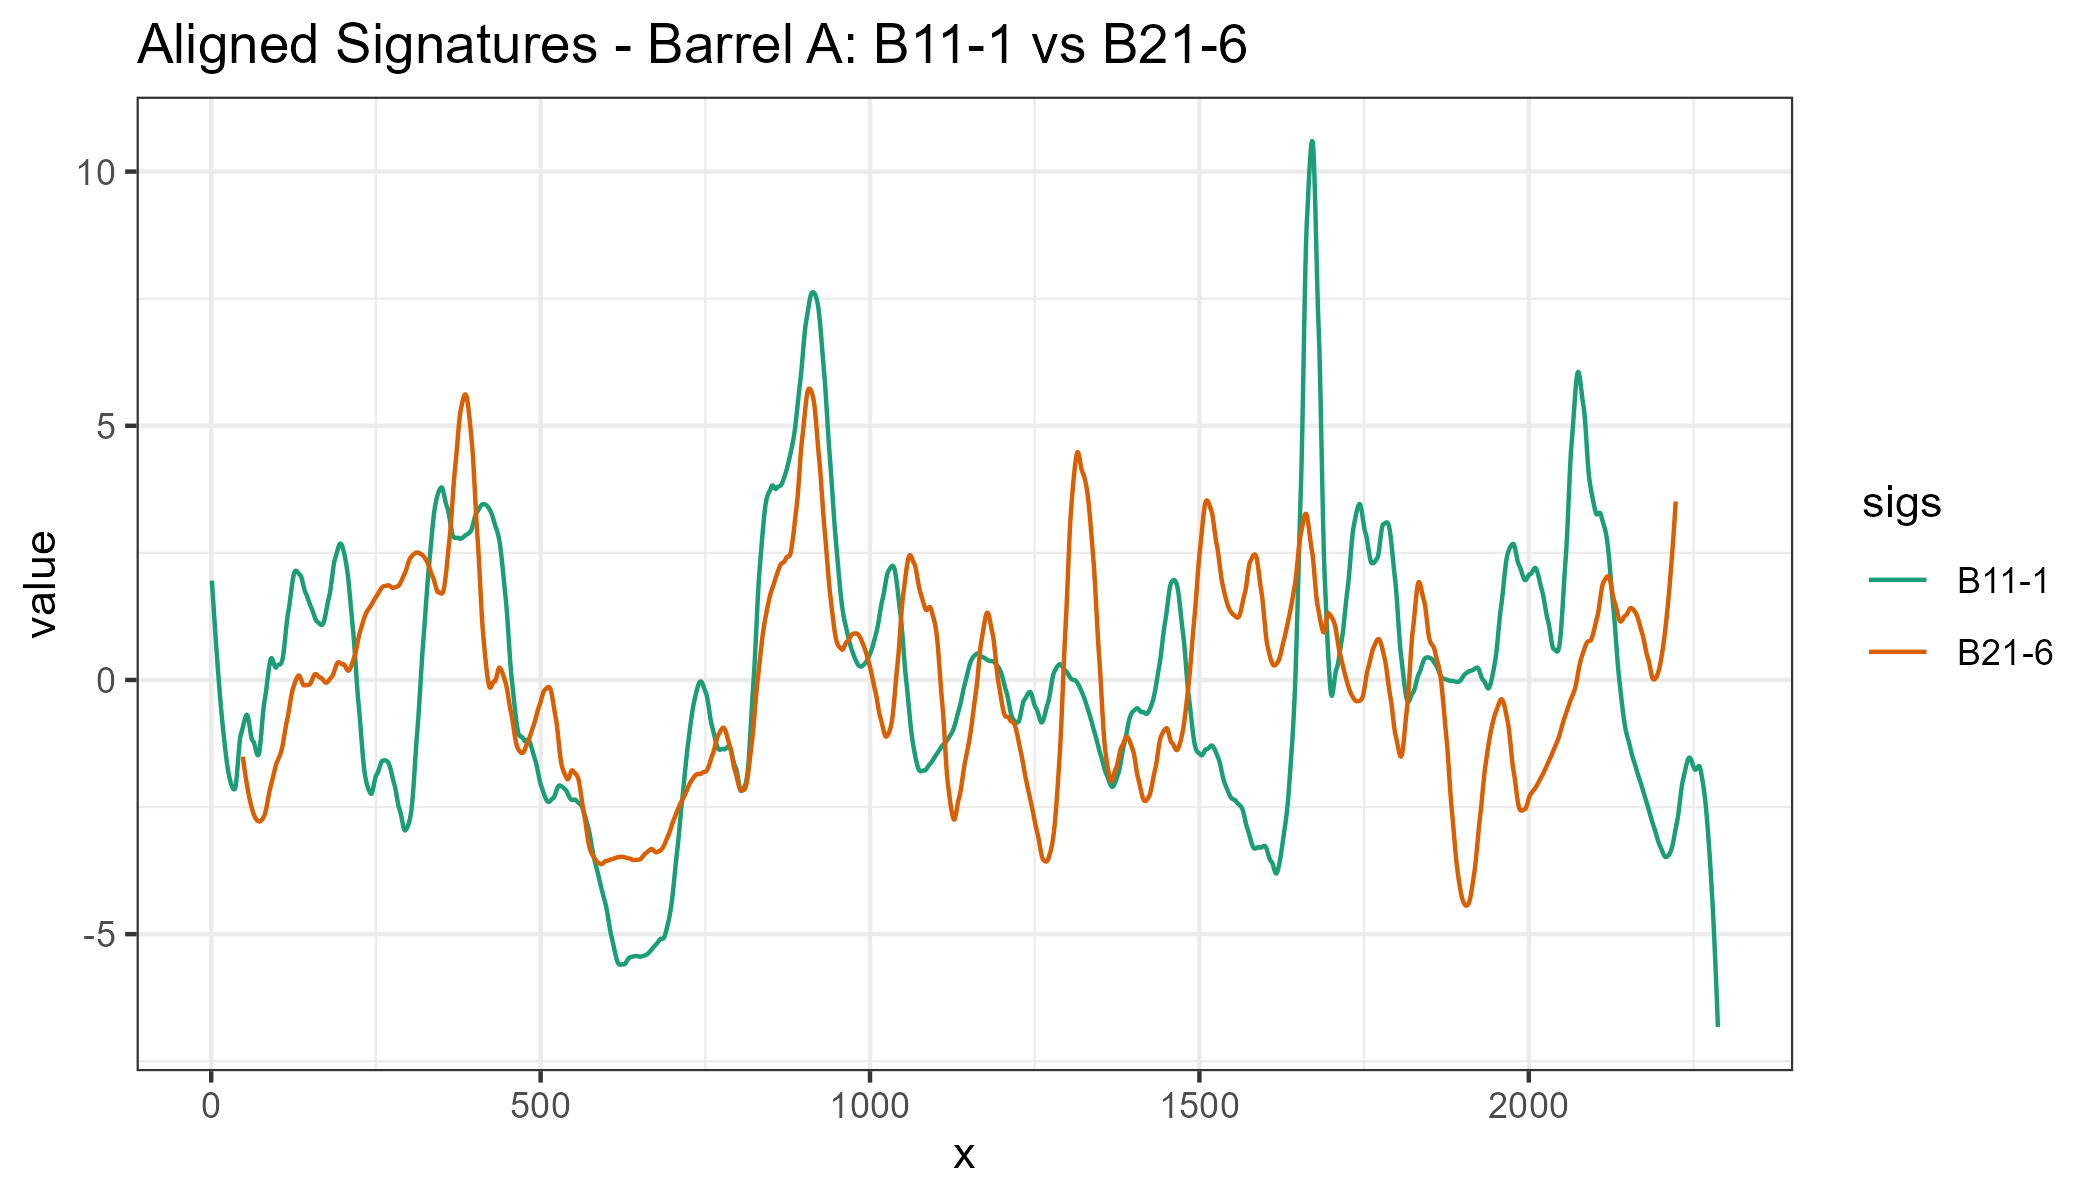 Aligned Signatures - Barrel A: B11-1 vs B21-6
10
5
0
-5
value
0 500 1000 1500 2000
x
sigs
B11-1
B21-6